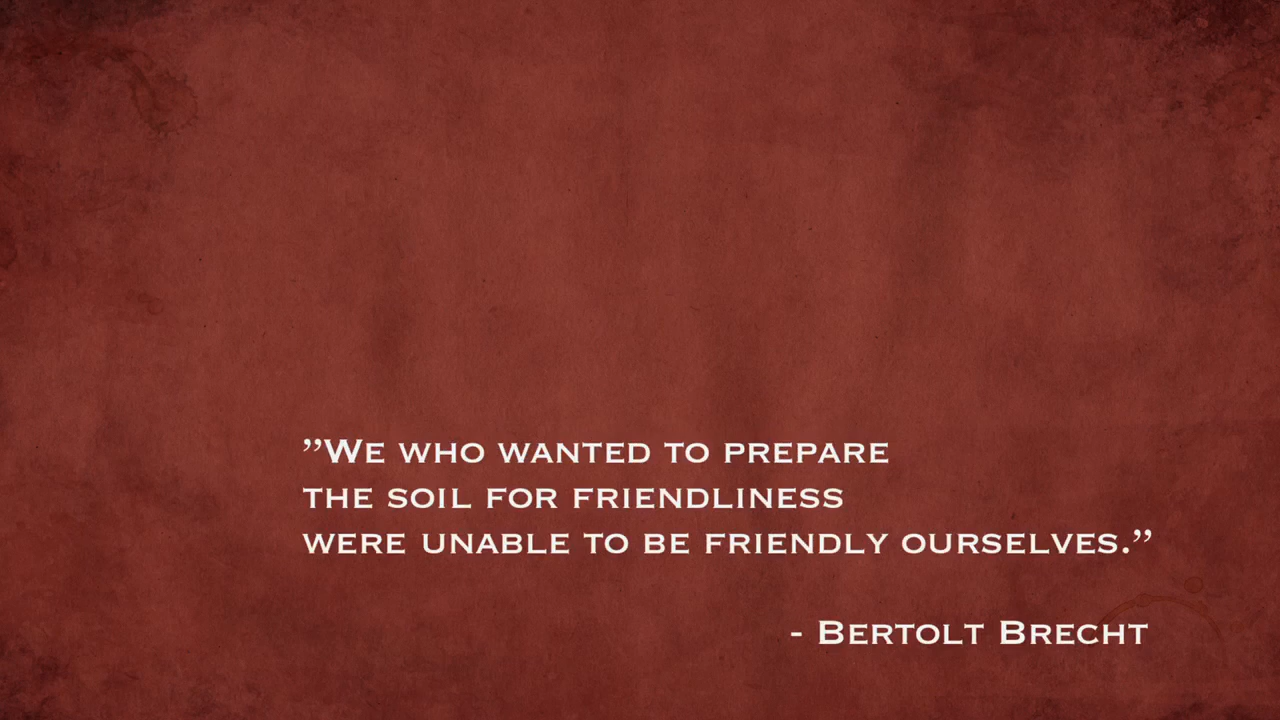 ”We who wanted to prepare
the soil for friendliness
were unable to be friendly ourselves.”
- Bertolt Brecht